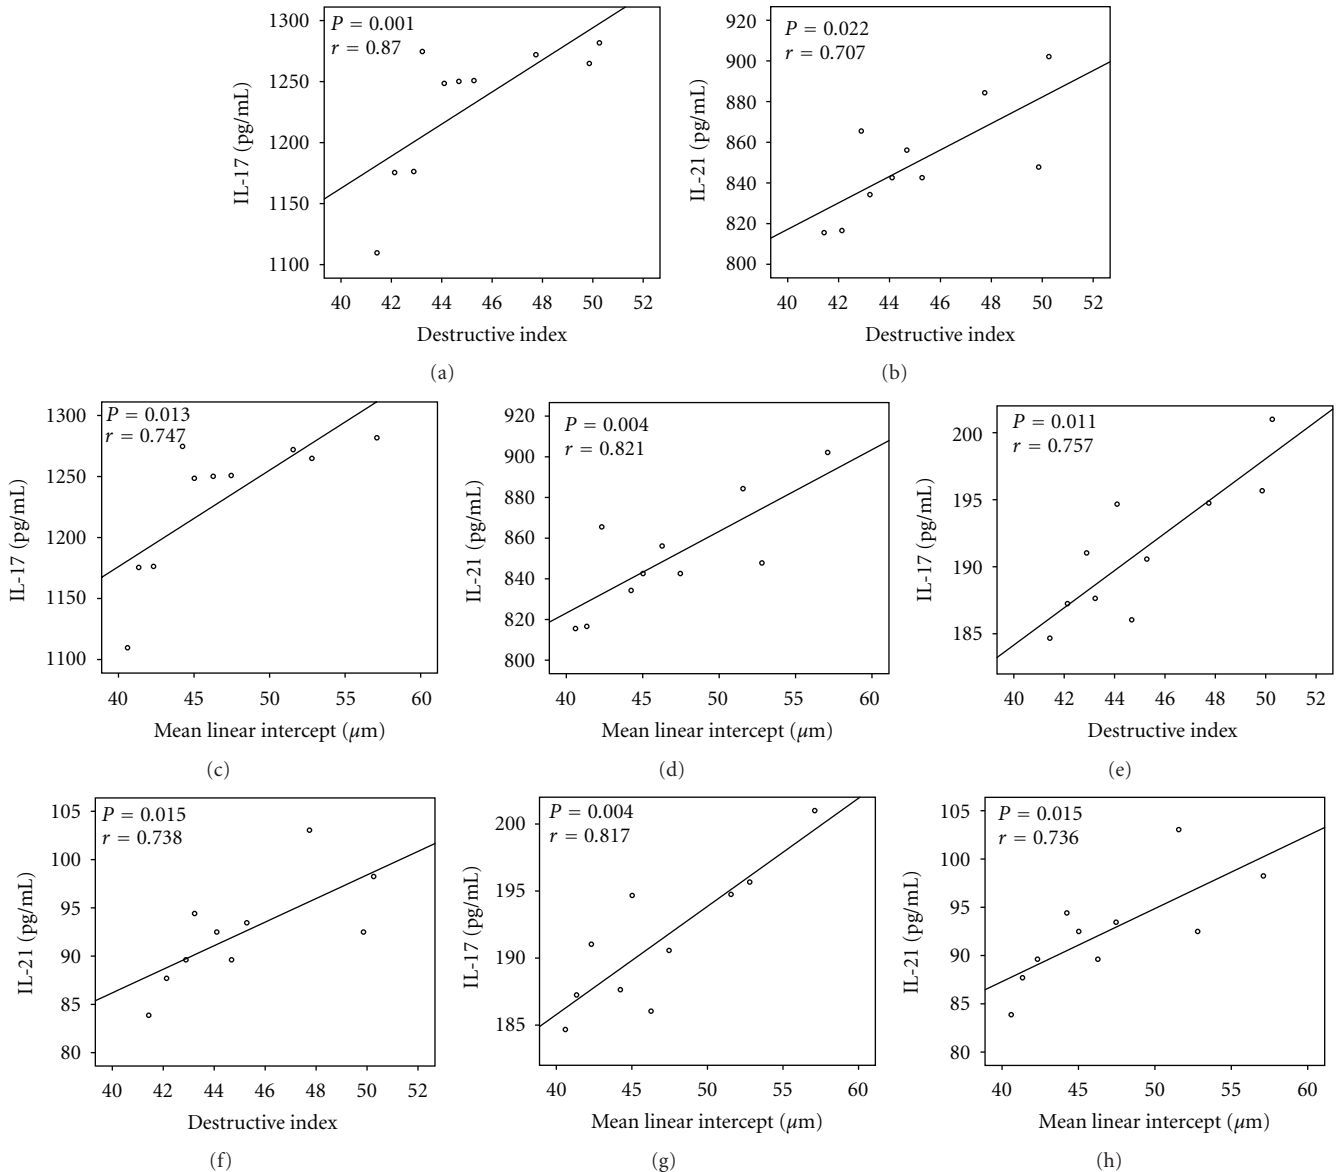 P = 0.001
r = 0.87
1300
1250
1200
1150
1100
IL-17 (pg/mL)
40 42 44 46 48 50 52
Destructive index
(a)
P = 0.022
r = 0.707
920
900
880
860
840
820
800
IL-21 (pg/mL)
40 42 44 46 48 50 52
Destructive index
(b)
P = 0.013
r = 0.747
1300
1250
1200
1150
1100
IL-17 (pg/mL)
40 45 50 55 60
Mean linear intercept (μm)
(c)
P = 0.004
r = 0.821
920
900
880
860
840
820
800
IL-21 (pg/mL)
40 45 50 55 60
Mean linear intercept (μm)
(d)
P = 0.011
r = 0.757
200
195
190
185
IL-17 (pg/mL)
40 42 44 46 48 50 52
Destructive index
(e)
P = 0.015
r = 0.738
105
100
95
90
85
80
IL-21 (pg/mL)
40 42 44 46 48 50 52
Destructive index
(f)
P = 0.004
r = 0.817
200
195
190
185
IL-17 (pg/mL)
40 45 50 55 60
Mean linear intercept (μm)
(g)
P = 0.015
r = 0.736
105
100
95
90
85
80
IL-21 (pg/mL)
40 45 50 55 60
Mean linear intercept (μm)
(h)